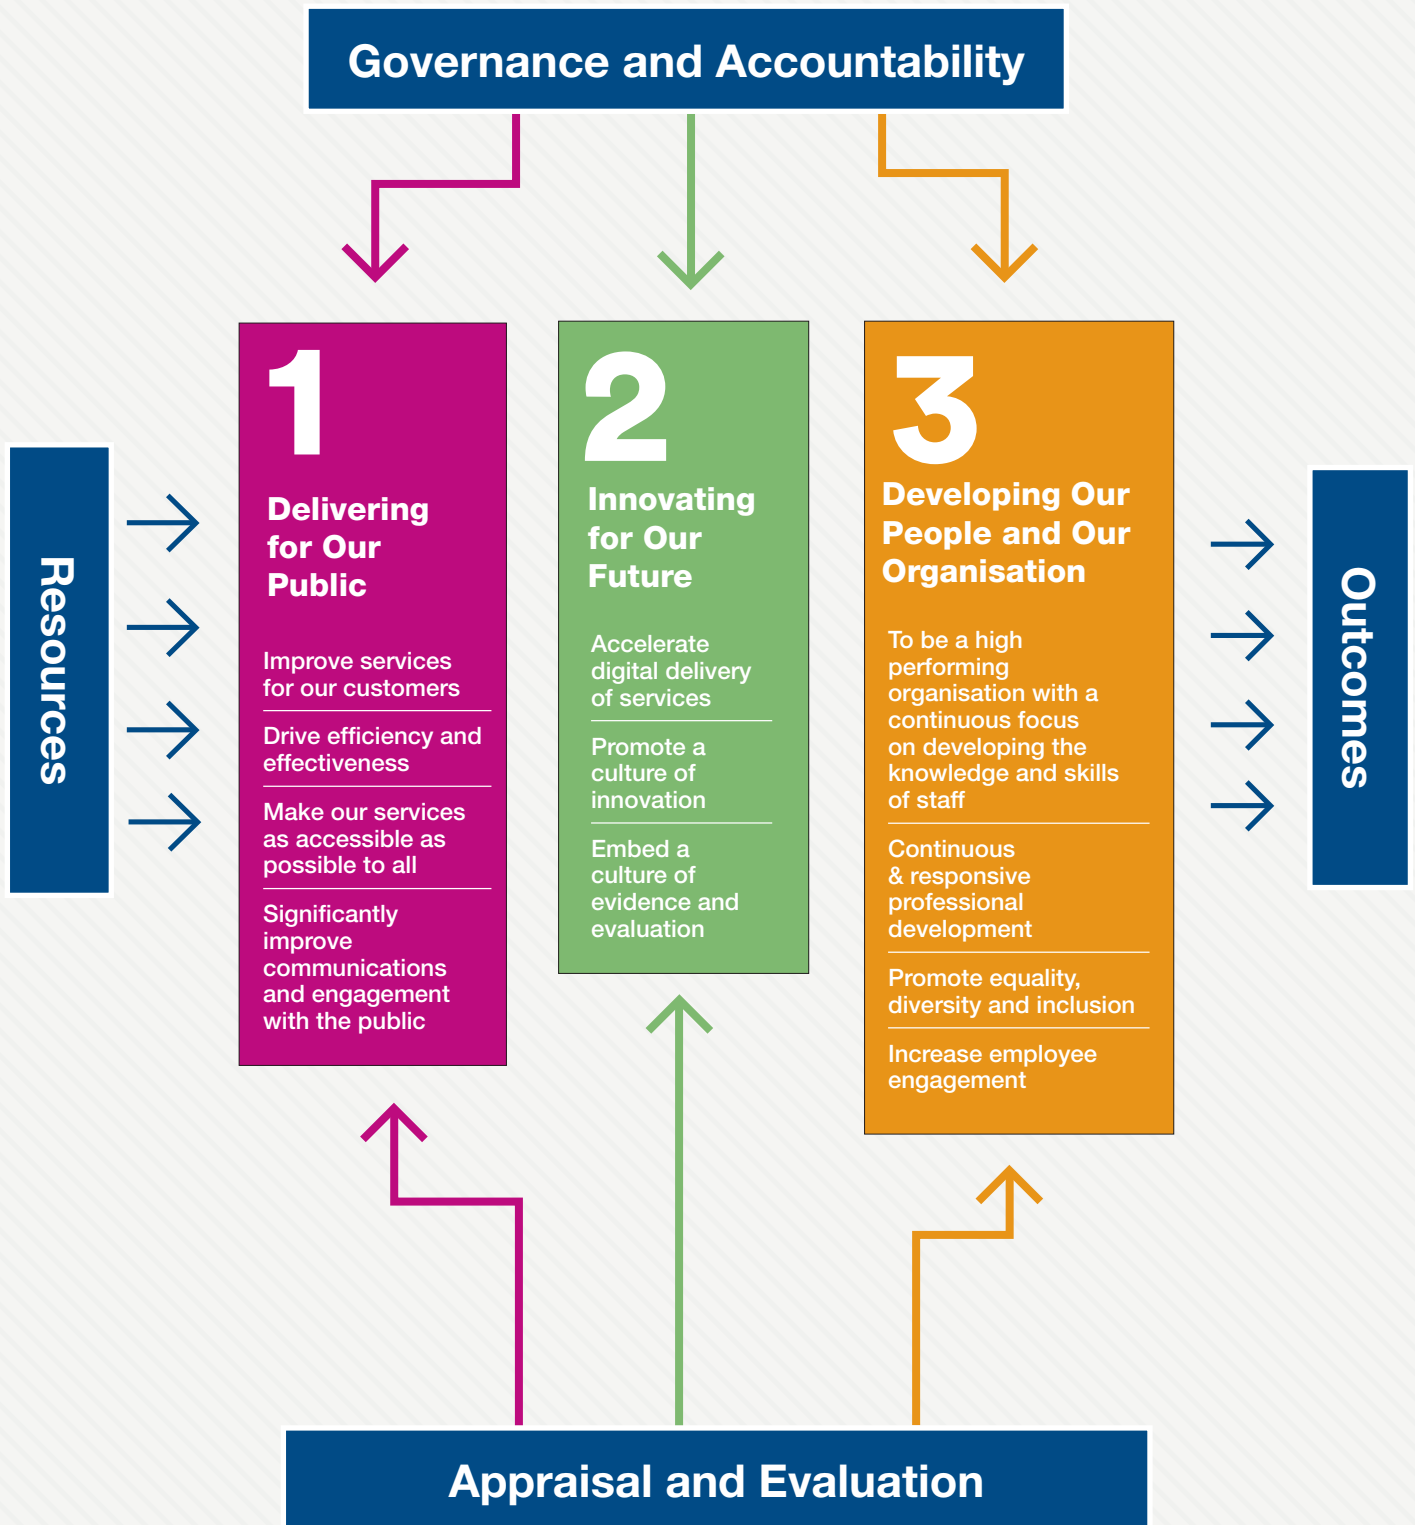 Governance and Accountability
Resources
1
Delivering
for Our
Public
Improve services
for our customers
Drive efficiency and
effectiveness
Make our services
as accessible as
possible to all
Significantly
improve
communications
and engagement
with the public
2
Innovating
for Our
Future
Accelerate
digital delivery
of services
Promote a
culture of
innovation
Embed a
culture of
evidence and
evaluation
3
Developing Our
People and Our
Organisation
To be a high
performing
organisation with a
continuous focus
on developing the
knowledge and skills
of staff
Continuous
& responsive
professional
development
Promote equality,
diversity and inclusion
Increase employee
engagement
Outcomes
Appraisal and Evaluation